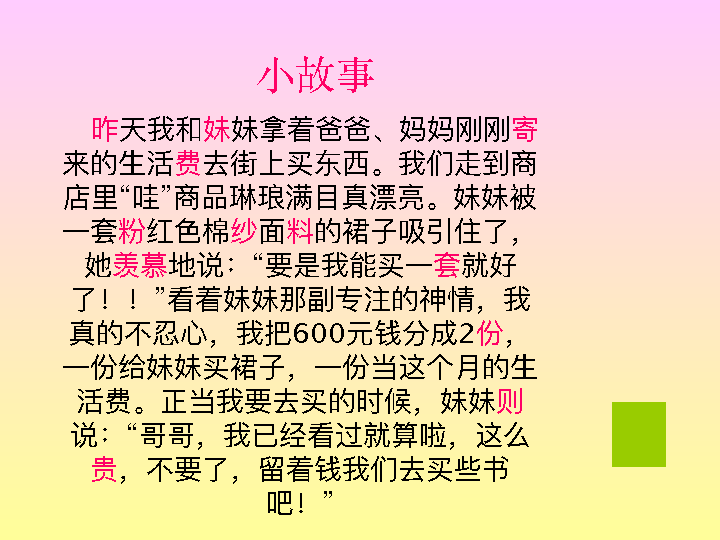 小故事
昨天我和妹妹拿着爸爸、妈妈刚刚寄
来的生活费去街上买东西。我们走到商
店里“哇”商品琳琅满目真漂亮。妹妹被
一套粉红色棉纱面料的裙子吸引住了，
她羡慕地说：“要是我能买一套就好
了！！”看着妹妹那副专注的神情，我
真的不忍心，我把600元钱分成2份，
一份给妹妹买裙子，一份当这个月的生
活费。正当我要去买的时候，妹妹则
说：“哥哥，我已经看过就算啦，这么
贵，不要了，留着钱我们去买些书
吧！”